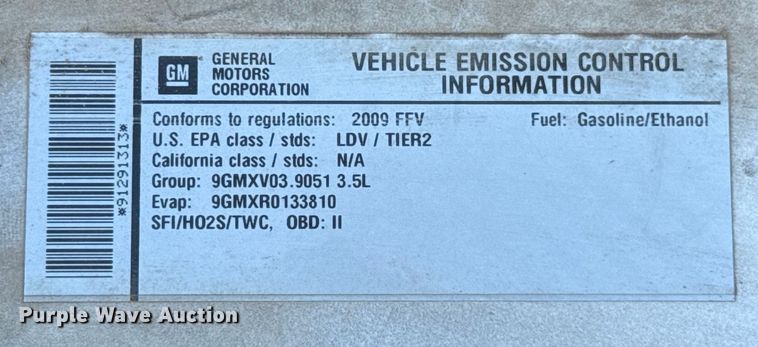 GM
GENERAL
MOTORS
CORPORATION
VEHICLE EMISSION CONTROL
INFORMATION
Conforms to regulations: 2009 FFV
Fuel: Gasoline/Ethanol
U.S. EPA class / stds: LDV / TIER2
California class / stds: N/A
Group: 9GMXV03.9051 3.5L
Evap: 9GMXR0133810
SFI/HO2S/TWC, OBD: II
*91291313*
Purple Wave Auction